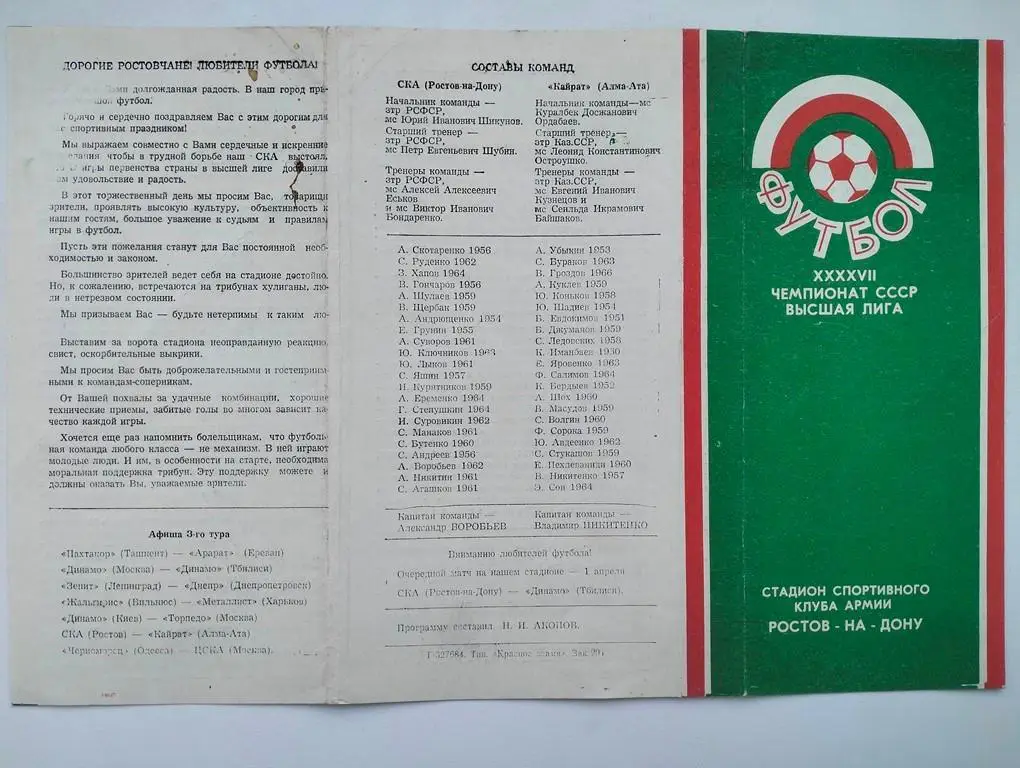 ДОРОГИЕ РОСТОВЧАНЕ! ЛЮБИТЕЛИ ФУТБОЛА!
долгожданная радость. В наш город при-
футбол.
Горячо и сердечно поздравляем Вас с этим дорогим для
спортивным праздником!
Мы выражаем совместно с Вами сердечные и искренние
чтобы в трудной борьбе наш СКА выстоял,
игры первенства страны в высшей лиге
удовольствие и радость.
В этот торжественный день мы просим Вас, товарищи
зрители, проявлять высокую культуру, объективность к
нашим гостям, большое уважение к судьям и правилам
игры в футбол.
Пусть эти пожелания станут для Вас постоянной необ-
ходимостью и законом.
Большинство зрителей ведет себя на стадионе достойно.
Но, к сожалению, встречаются на трибунах хулиганы, лю-
ди в нетрезвом состоянии.
Мы призываем Вас — будьте нетерпимы к таким лю-
Выставим за ворота стадиона неоправданную реакцию,
свист, оскорбительные выкрики.
Мы просим Вас быть доброжелательными и гостеприим-
ными к командам-соперникам.
От Вашей похвалы за удачные комбинации, хорошие
технические приемы, забитые голы во многом зависит ка-
чество каждой игры.
Хочется еще раз напомнить болельщикам, что футболь-
ная команда любого класса — не механизм. В ней играют
молодые люди. И им, в особенности на старте, необходима
моральная поддержка трибун. Эту поддержку можете и
должны оказать Вы, уважаемые зрители.
Афиша 3-го тура
«Пахтакор» (Ташкент) — «Арарат» (Ереван)
«Динамо» (Москва) — «Динамо» (Тбилиси)
«Зенит» (Ленинград) — «Днепр» (Днепропетровск)
«Жальгирис» (Вильнюс) — «Металлист» (Харьков)
«Динамо» (Киев) — «Торпедо» (Москва)
СКА (Ростов) — «Кайрат» (Алма-Ата)
«Черноморец» (Одесса) — ЦСКА (Москва).
СОСТАВЫ КОМАНД
СКА (Ростов-на-Дону)
Начальник команды —
зтр РСФСР,
мс Юрий Иванович Шикунов.
Старший тренер —
зтр РСФСР,
мс Петр Евгеньевич Шубин.
Тренеры команды —
зтр РСФСР,
мс Алексей Алексеевич
Еськов
и мс Виктор Иванович
Бондаренко.
«Кайрат» (Алма-Ата)
Начальник команды—мс
Куралбек Досжанович
Ордабаев.
Старший тренер—
зтр Каз.ССР,
мс Леонид Константинович
Остроушко.
Тренеры команды —
зтр Каз.ССР,
мс Евгений Иванович
Кузнецов и
мс Сеильда Икрамович
Байшаков.
А. Скотаренко 1956
С. Руденко 1962
З. Хапов 1964
В. Гончаров 1956
А. Шулаев 1959
В. Щербак 1959
А. Андрющенко 1954
Е. Грунин 1955
А. Суворов 1961
Ю. Ключников 1963
Ю. Лыков 1961
С. Яшин 1957
И. Курятников 1959
А. Еременко 1964
Г. Степушкин 1964
И. Суровикин 1962
С. Манаков 1961
С. Бутенко 1960
С. Андреев 1956
А. Воробьев 1962
А. Никитин 1961
С. Агашков 1961
А. Убыкин 1953
С. Бураков 1963
В. Гроздов 1966
А. Куклев 1959
Ю. Коньков 1958
Ю. Шадиев 1954
Б. Евдокимов 1951
Б. Джуманов 1959
С. Ледовских 1958
К. Иманбаев 1960
Е. Яровенко 1963
Ф. Салимов 1964
К. Бердыев 1952
А. Шох 1960
В. Масудов 1959
С. Волгин 1960
Ф. Сорока 1959
Ю. Авдеенко 1962
С. Стукашов 1959
Е. Пехлеваниди 1960
В. Никитенко 1957
Э. Сон 1964
Капитан команды —
Александр ВОРОБЬЕВ
Капитан команды —
Владимир НИКИТЕНКО
Вниманию любителей футбола!
Очередной матч на нашем стадионе — 1 апреля
СКА (Ростов-на-Дону) — «Динамо» (Тбилиси).
Программу составил Н. И. АКОПОВ.
Тип. «Красное знамя» Зак.
ФУТБОЛ
XXXXVII
ЧЕМПИОНАТ СССР
ВЫСШАЯ ЛИГА
СТАДИОН СПОРТИВНОГО
КЛУБА АРМИИ
РОСТОВ - НА - ДОНУ